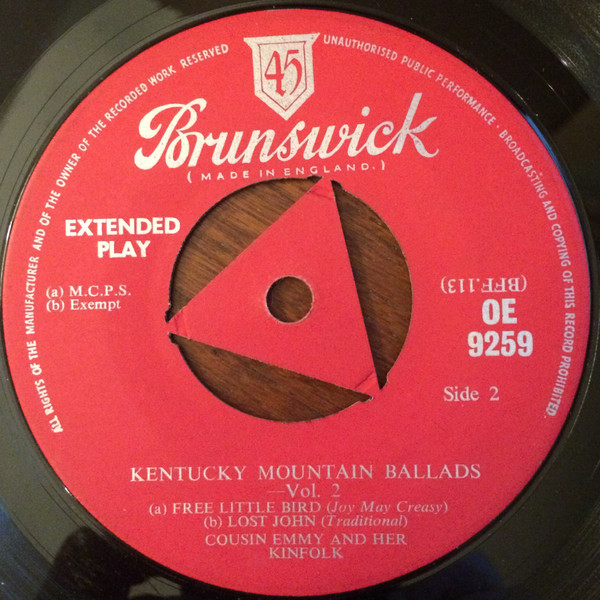 ALL RIGHTS OF THE MANUFACTURER AND OF THE OWNER OF THE RECORDED WORK RESERVED
UNAUTHORISED PUBLIC PERFORMANCE · BROADCASTING AND COPYING OF THIS RECORD PROHIBITED.
45
Brunswick
( MADE IN ENGLAND. )
EXTENDED
PLAY
(a) M.C.P.S.
(b) Exempt
(BFF.113)
OE
9259
Side 2
KENTUCKY MOUNTAIN BALLADS
—Vol. 2
(a) FREE LITTLE BIRD (Joy May Creasy)
(b) LOST JOHN (Traditional)
COUSIN EMMY AND HER
KINFOLK